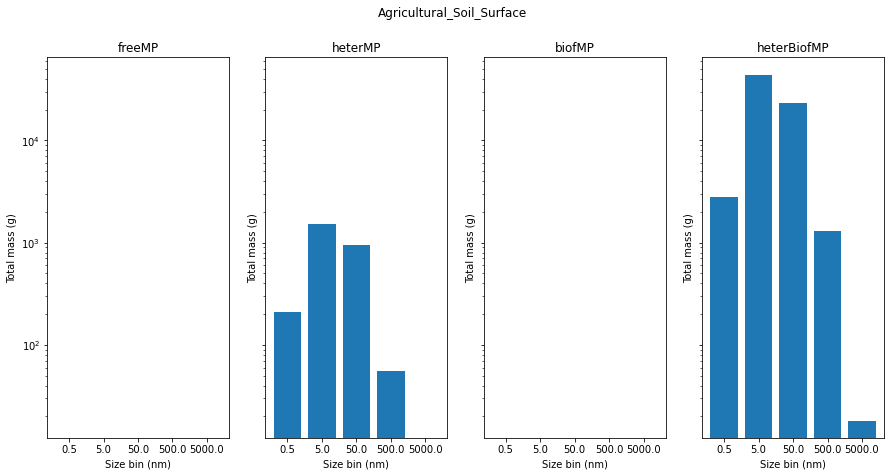 Agricultural_Soil_Surface
freeMP
heterMP
biofMP
heterBiofMP
Total mass (g)
10^4
10^3
10^2
0.5 5.0 50.0 500.0 5000.0
Size bin (nm)
Total mass (g)
0.5 5.0 50.0 500.0 5000.0
Size bin (nm)
Total mass (g)
0.5 5.0 50.0 500.0 5000.0
Size bin (nm)
Total mass (g)
0.5 5.0 50.0 500.0 5000.0
Size bin (nm)